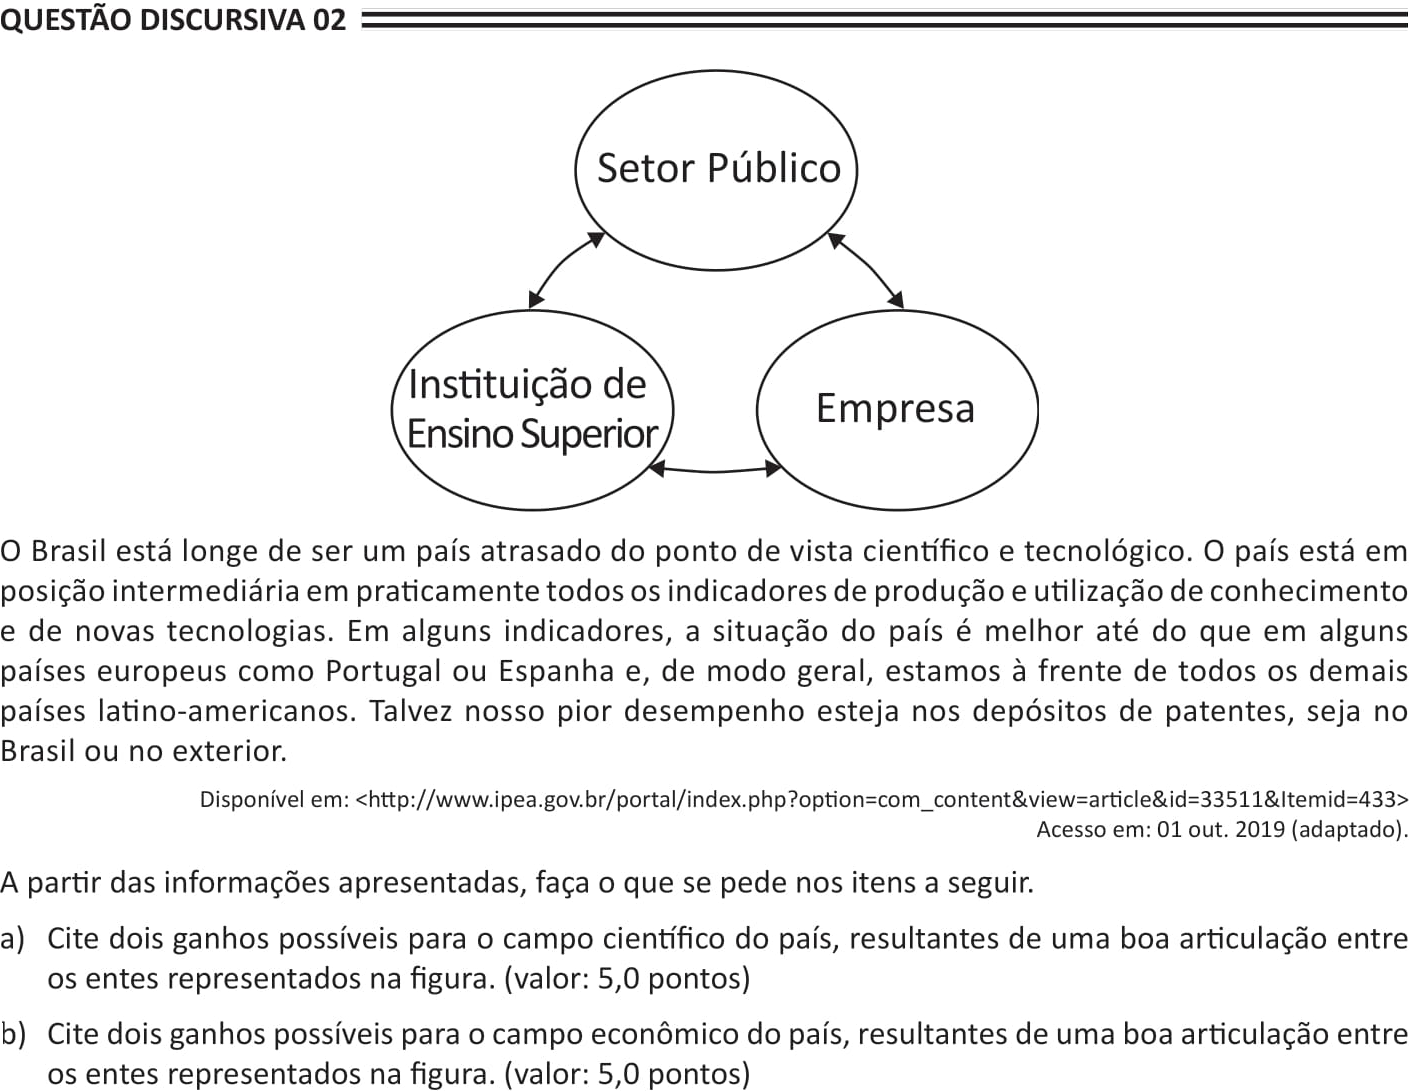 QUESTÃO DISCURSIVA 02
Setor Público
Instituição de
Ensino Superior
Empresa
O Brasil está longe de ser um país atrasado do ponto de vista científico e tecnológico. O país está em
posição intermediária em praticamente todos os indicadores de produção e utilização de conhecimento
e de novas tecnologias. Em alguns indicadores, a situação do país é melhor até do que em alguns
países europeus como Portugal ou Espanha e, de modo geral, estamos à frente de todos os demais
países latino-americanos. Talvez nosso pior desempenho esteja nos depósitos de patentes, seja no
Brasil ou no exterior.
Disponível em: <http://www.ipea.gov.br/portal/index.php?option=com_content&view=article&id=33511&Itemid=433>
Acesso em: 01 out. 2019 (adaptado).
A partir das informações apresentadas, faça o que se pede nos itens a seguir.
a) Cite dois ganhos possíveis para o campo científico do país, resultantes de uma boa articulação entre
os entes representados na figura. (valor: 5,0 pontos)
b) Cite dois ganhos possíveis para o campo econômico do país, resultantes de uma boa articulação entre
os entes representados na figura. (valor: 5,0 pontos)